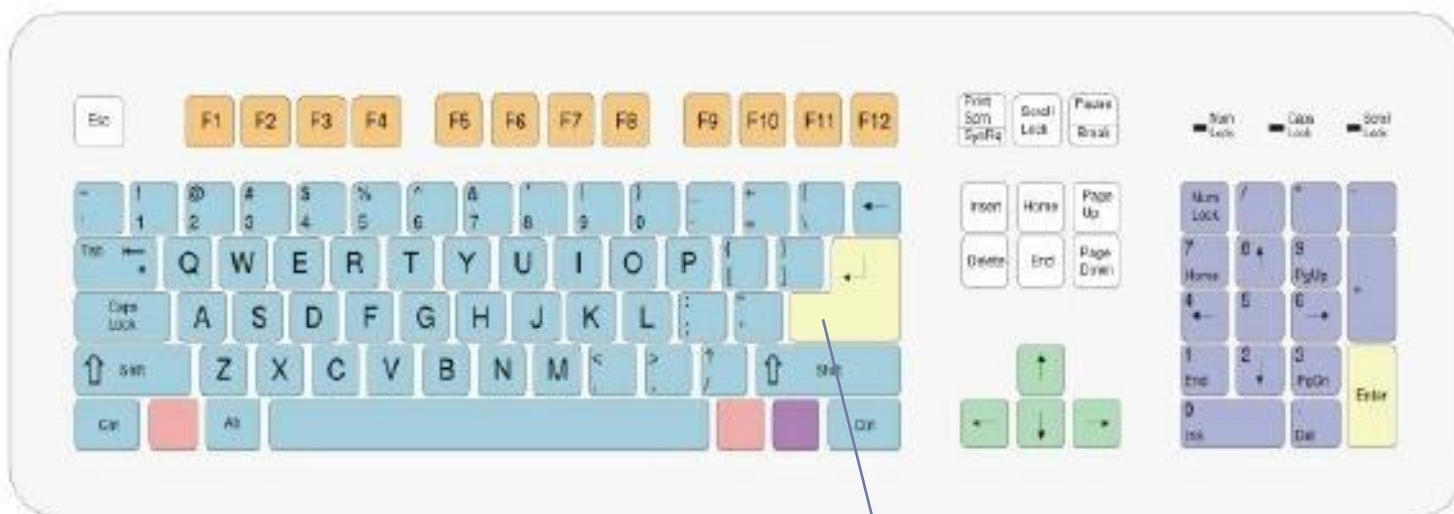 Esc F1 F2 F3 F4 F5 F6 F7 F8 F9 F10 F11 F12 Print Scrn SysRq Scroll Lock Pause Break Num Lock Caps Lock Scroll Lock
! @ # $ % ^ & ( ) _ +
1 2 3 4 5 6 7 8 9 0 - = \ Insert Home Page Up Num Lock / * -
Tab Q W E R T Y U I O P { [ } ] Delete End Page Down 7 Home 8 9 PgUp
Caps Lock A S D F G H J K L : ; 4 5 6 +
Shift Z X C V B N M < , > . ? / Shift 1 End 2 3 PgDn Enter
Ctrl Alt Ctrl 0 Ins . Del